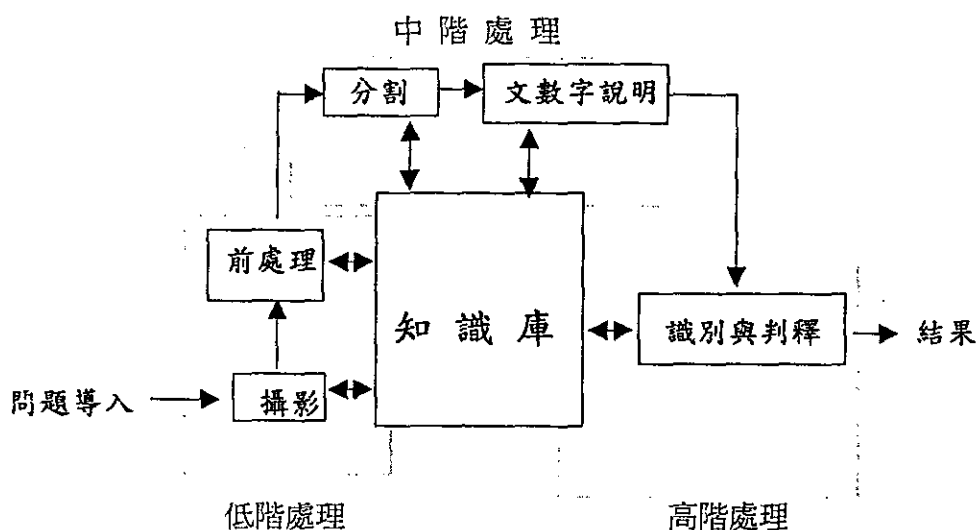 中階處理
分割
文數字說明
前處理
知識庫
識別與判釋
結果
問題導入
攝影
低階處理
高階處理